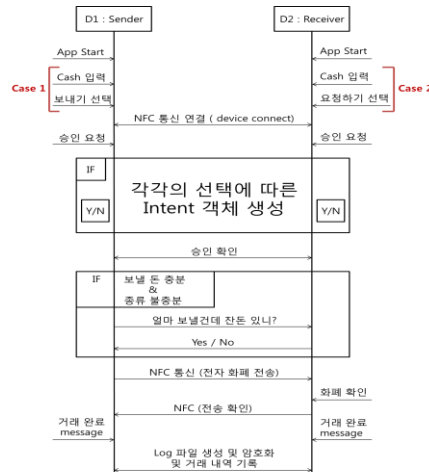 D1 : Sender
D2 : Receiver
App Start
App Start
Case 1
Cash 입력
Cash 입력
Case 2
보내기 선택
요청하기 선택
NFC 통신 연결 ( device connect)
승인 요청
승인 요청
IF
각각의 선택에 따른
Intent 객체 생성
Y/N
Y/N
승인 확인
IF
보낼 돈 충분
&
종류 불충분
얼마 보낼건데 잔돈 있니?
Yes / No
NFC 통신 (전자 화폐 전송)
화폐 확인
NFC (전송 확인)
거래 완료
message
거래 완료
message
Log 파일 생성 및 암호화
및 거래 내역 기록